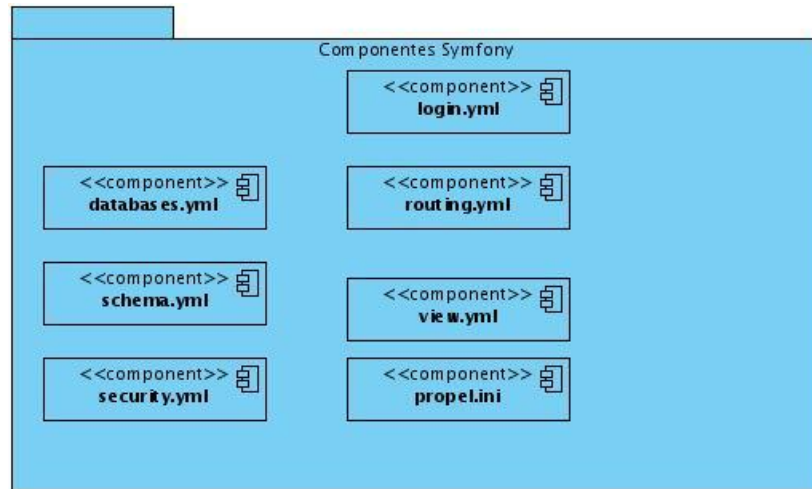 Componentes Symfony
<<component>>
login.yml
<<component>>
databases.yml
<<component>>
routing.yml
<<component>>
schema.yml
<<component>>
view.yml
<<component>>
security.yml
<<component>>
propel.ini